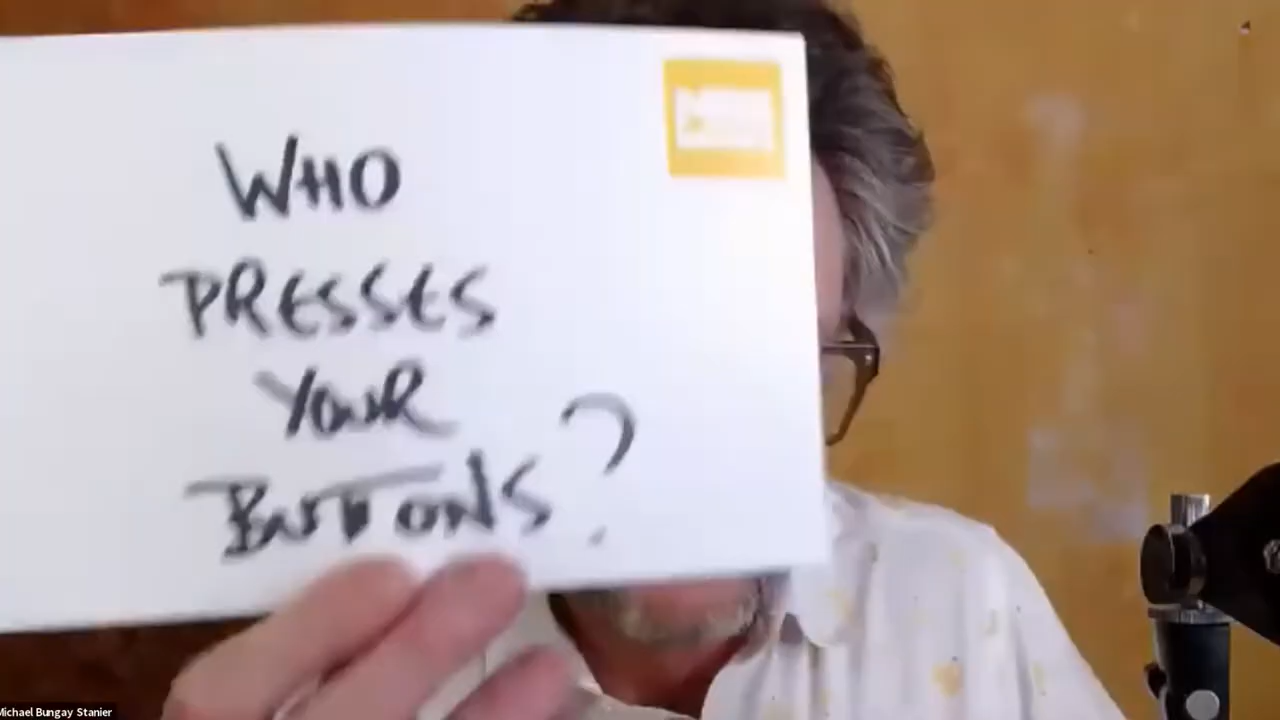 WHO
PRESSES
YOUR
BUTTONS?
Michael Bungay Stanier